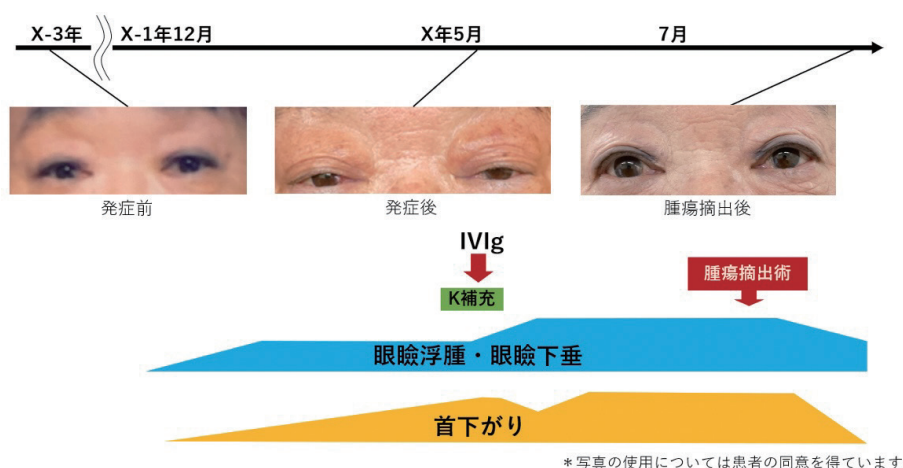 X-3年 X-1年12月 X年5月 7月
発症前 発症後 腫瘍摘出後
IVIg
腫瘍摘出術
K補充
眼瞼浮腫・眼瞼下垂
首下がり
＊写真の使用については患者の同意を得ています